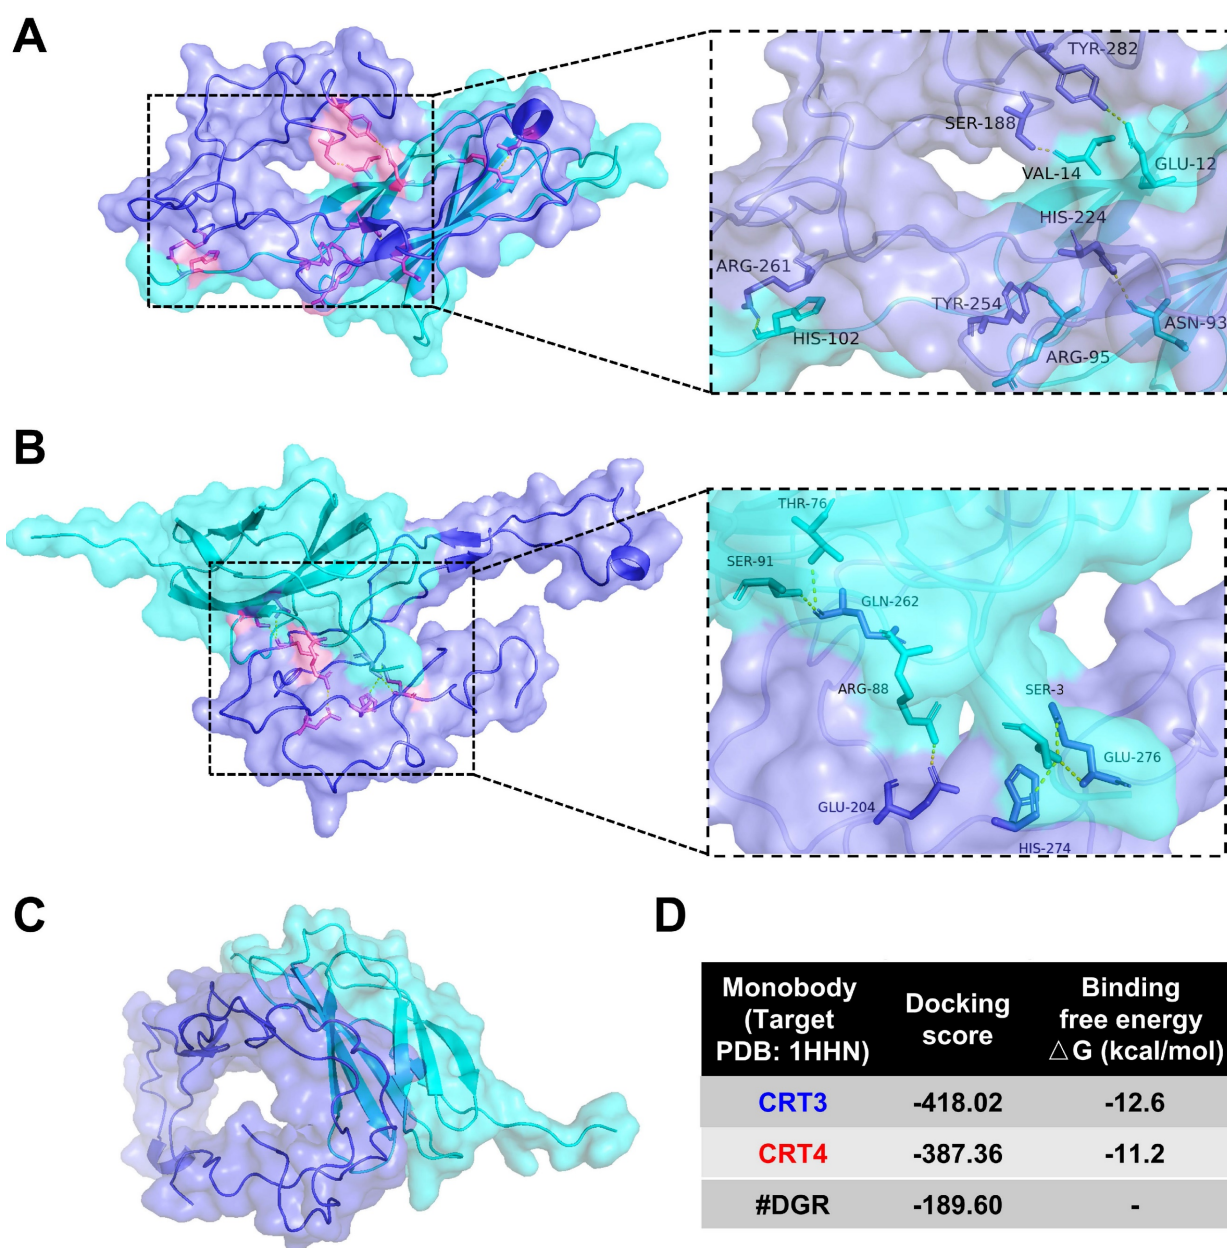 A
TYR-282
SER-188
VAL-14
GLU-12
HIS-224
ARG-261
TYR-254
ASN-93
HIS-102
ARG-95
B
THR-76
SER-91
GLN-262
ARG-88
SER-3
GLU-276
GLU-204
HIS-274
C
D
Monobody (Target PDB: 1HHN) Docking score Binding free energy △G (kcal/mol)
CRT3 -418.02 -12.6
CRT4 -387.36 -11.2
#DGR -189.60 -